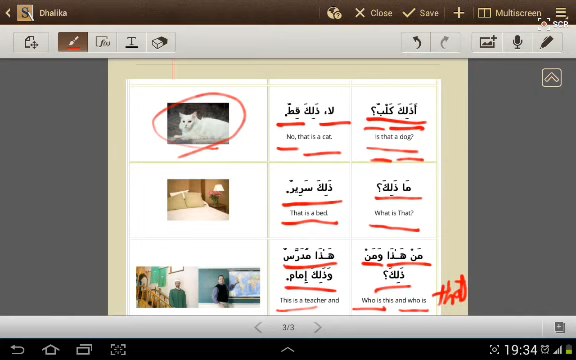 Dhalika
Close
Save
Multiscreen
SCR
f(x)
T
أَذَلِكَ كَلْبٌ؟
لا، ذَلِكَ قِطٌّ.
Is that a dog?
No, that is a cat.
مَا ذَلِكَ؟
ذَلِكَ سَرِيرٌ.
What is That?
That is a bed.
مَنْ هَـٰذَا وَمَنْ
ذَلِكَ؟
هَـٰذَا مُدَرِّسٌ
وَذَلِكَ إِمَامٌ.
Who is this and who is
that
This is a teacher and
3/3
19:34